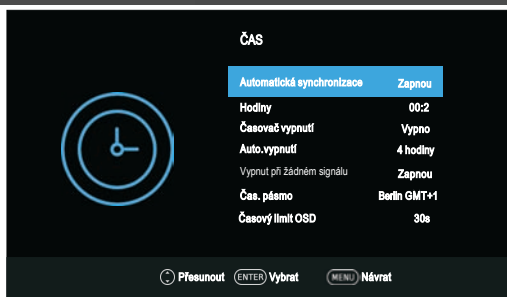 ČAS
Automatická synchronizace Zapnou
Hodiny 00:2
Časovač vypnutí Vypno
Auto.vypnutí 4 hodiny
Vypnut při žádném signálu Zapnou
Čas. pásmo Berlin GMT+1
Časový limit OSD 30s
Přesunout ENTER Vybrat MENU Návrat